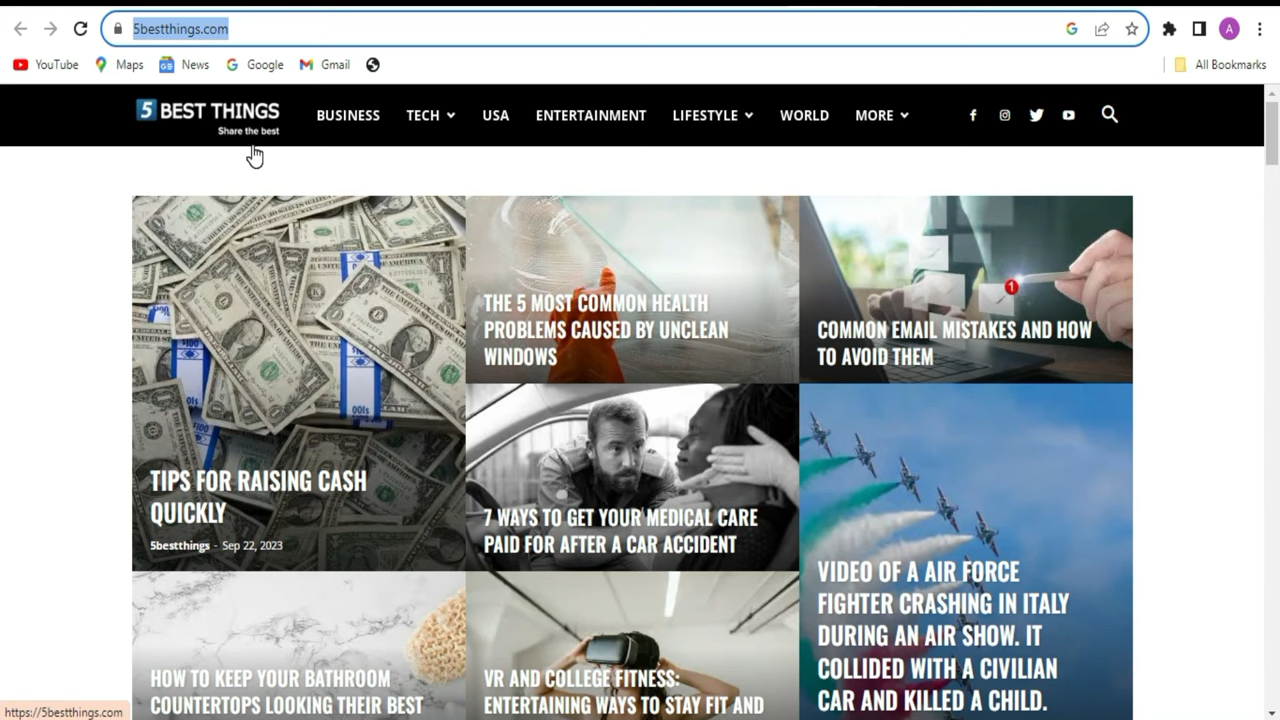 5bestthings.com
YouTube Maps News Google Gmail All Bookmarks
A
5 BEST THINGS
Share the best
BUSINESS TECH USA ENTERTAINMENT LIFESTYLE WORLD MORE
TIPS FOR RAISING CASH
QUICKLY
5bestthings - Sep 22, 2023
THE 5 MOST COMMON HEALTH
PROBLEMS CAUSED BY UNCLEAN
WINDOWS
1
COMMON EMAIL MISTAKES AND HOW
TO AVOID THEM
7 WAYS TO GET YOUR MEDICAL CARE
PAID FOR AFTER A CAR ACCIDENT
VIDEO OF A AIR FORCE
FIGHTER CRASHING IN ITALY
DURING AN AIR SHOW. IT
COLLIDED WITH A CIVILIAN
CAR AND KILLED A CHILD.
HOW TO KEEP YOUR BATHROOM
COUNTERTOPS LOOKING THEIR BEST
VR AND COLLEGE FITNESS:
ENTERTAINING WAYS TO STAY FIT AND
https://5bestthings.com